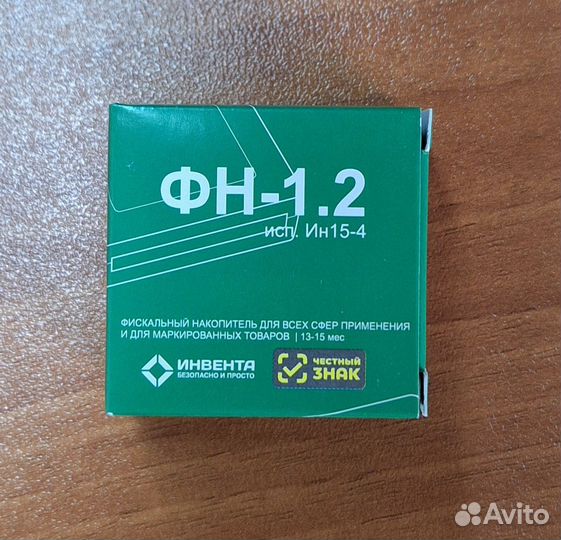 ФН-1.2
исп. Ин15-4
ФИСКАЛЬНЫЙ НАКОПИТЕЛЬ ДЛЯ ВСЕХ СФЕР ПРИМЕНЕНИЯ
И ДЛЯ МАРКИРОВАННЫХ ТОВАРОВ | 13-15 мес
ИНВЕНТА
БЕЗОПАСНО И ПРОСТО
ЧЕСТНЫЙ
ЗНАК
Avito